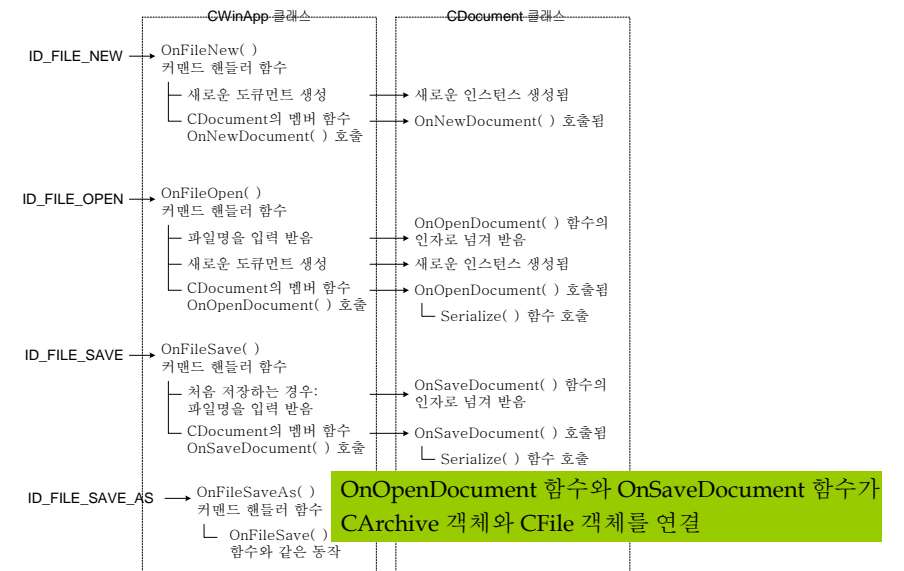 CWinApp 클래스
CDocument 클래스
ID_FILE_NEW
OnFileNew( )
커맨드 핸들러 함수
새로운 도큐먼트 생성
새로운 인스턴스 생성됨
CDocument의 멤버 함수
OnNewDocument( ) 호출
OnNewDocument( ) 호출됨
ID_FILE_OPEN
OnFileOpen( )
커맨드 핸들러 함수
파일명을 입력 받음
OnOpenDocument( ) 함수의
인자로 넘겨 받음
새로운 도큐먼트 생성
새로운 인스턴스 생성됨
CDocument의 멤버 함수
OnOpenDocument( ) 호출
OnOpenDocument( ) 호출됨
Serialize( ) 함수 호출
ID_FILE_SAVE
OnFileSave( )
커맨드 핸들러 함수
처음 저장하는 경우:
파일명을 입력 받음
OnSaveDocument( ) 함수의
인자로 넘겨 받음
CDocument의 멤버 함수
OnSaveDocument( ) 호출
OnSaveDocument( ) 호출됨
Serialize( ) 함수 호출
ID_FILE_SAVE_AS
OnFileSaveAs( )
커맨드 핸들러 함수
OnFileSave( )
함수와 같은 동작
OnOpenDocument 함수와 OnSaveDocument 함수가
CArchive 객체와 CFile 객체를 연결